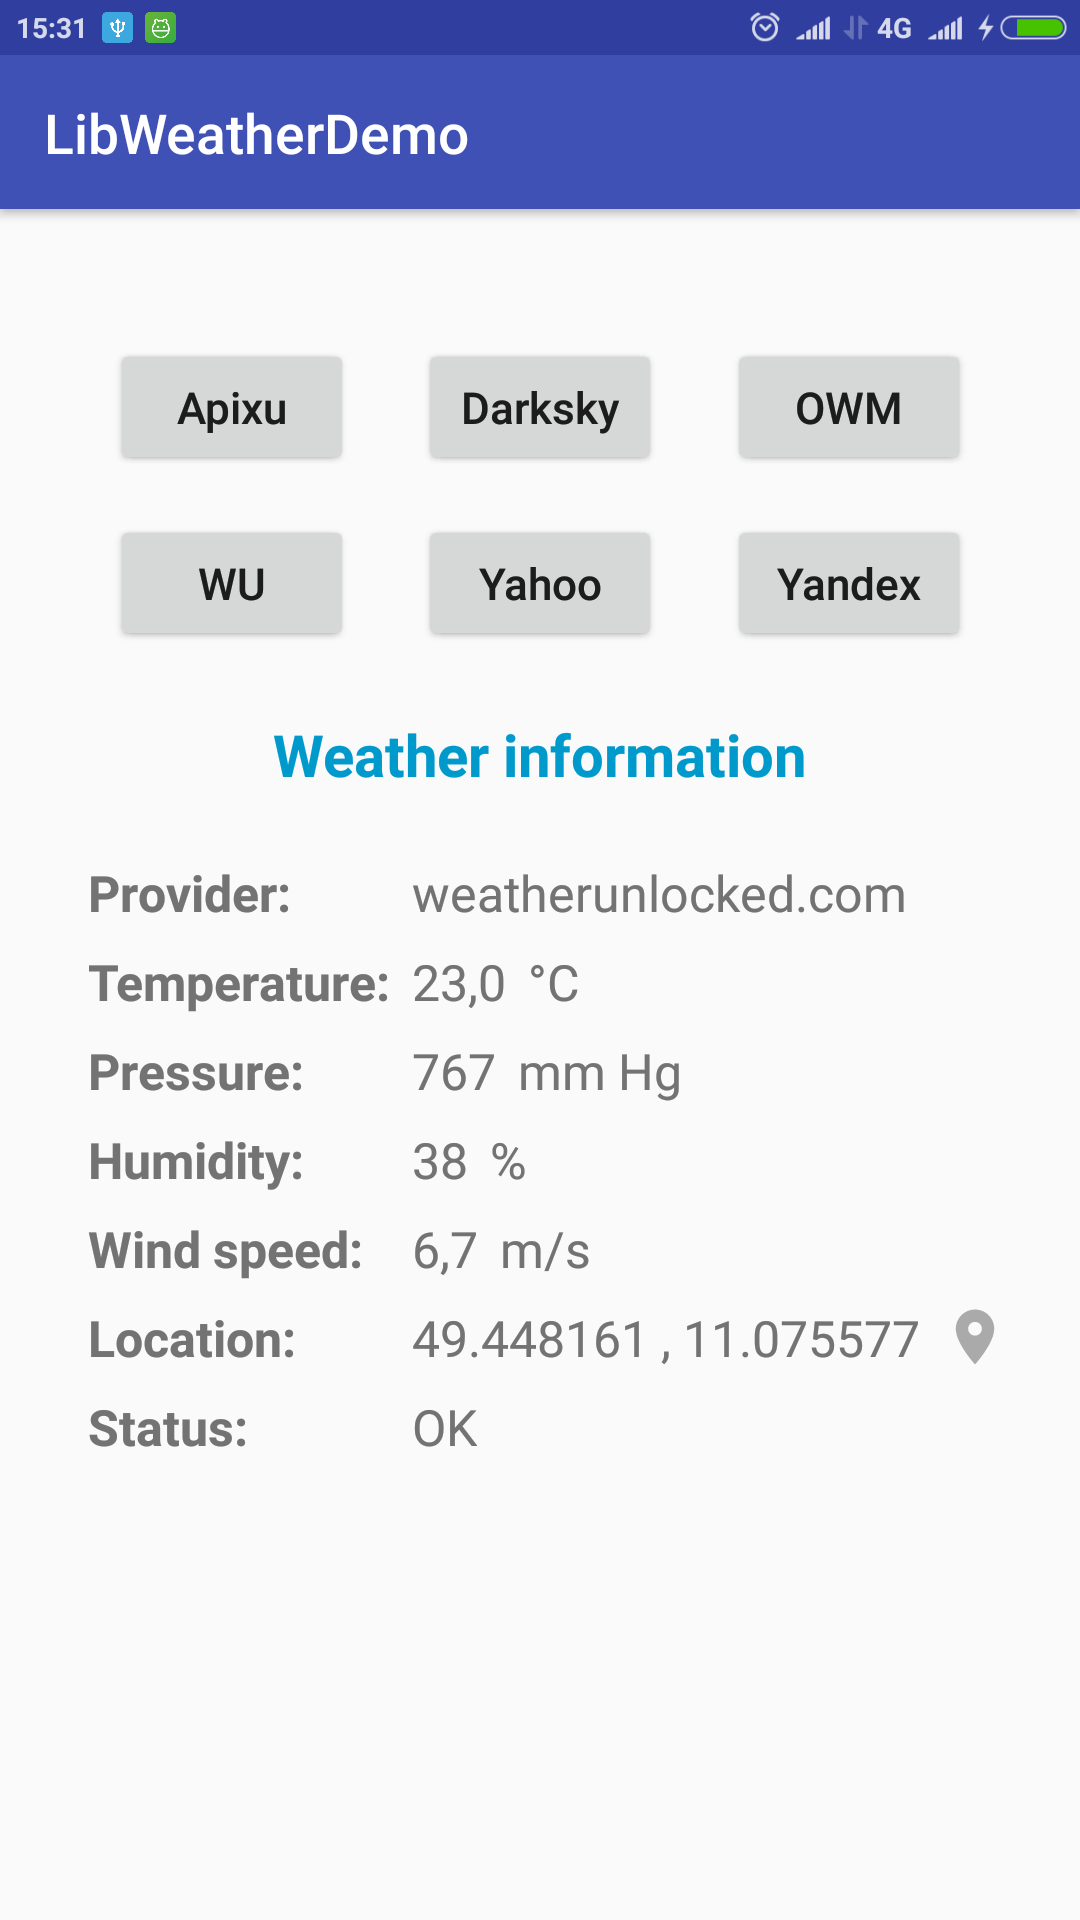 15:31 4G
LibWeatherDemo
Apixu Darksky OWM
WU Yahoo Yandex
Weather information
Provider: weatherunlocked.com
Temperature: 23,0 °C
Pressure: 767 mm Hg
Humidity: 38 %
Wind speed: 6,7 m/s
Location: 49.448161 , 11.075577
Status: OK